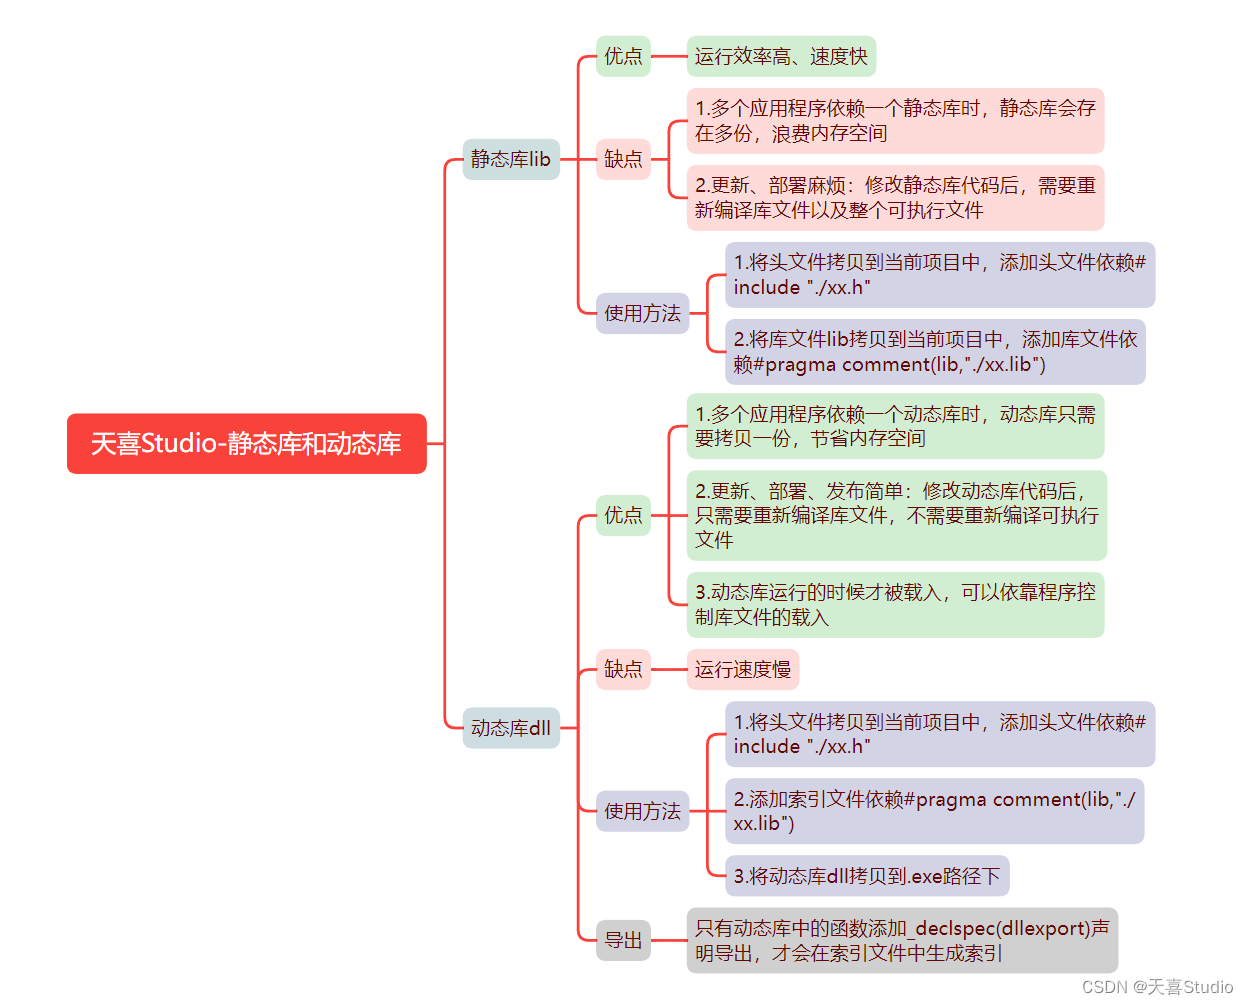 天喜Studio-静态库和动态库
静态库lib
优点
运行效率高、速度快
缺点
1.多个应用程序依赖一个静态库时，静态库会存
在多份，浪费内存空间
2.更新、部署麻烦：修改静态库代码后，需要重
新编译库文件以及整个可执行文件
使用方法
1.将头文件拷贝到当前项目中，添加头文件依赖#
include "./xx.h"
2.将库文件lib拷贝到当前项目中，添加库文件依
赖#pragma comment(lib,"./xx.lib")
动态库dll
优点
1.多个应用程序依赖一个动态库时，动态库只需
要拷贝一份，节省内存空间
2.更新、部署、发布简单：修改动态库代码后，
只需要重新编译库文件，不需要重新编译可执行
文件
3.动态库运行的时候才被载入，可以依靠程序控
制库文件的载入
缺点
运行速度慢
使用方法
1.将头文件拷贝到当前项目中，添加头文件依赖#
include "./xx.h"
2.添加索引文件依赖#pragma comment(lib,"./
xx.lib")
3.将动态库dll拷贝到.exe路径下
导出
只有动态库中的函数添加_declspec(dllexport)声
明导出，才会在索引文件中生成索引
CSDN @天喜Studio